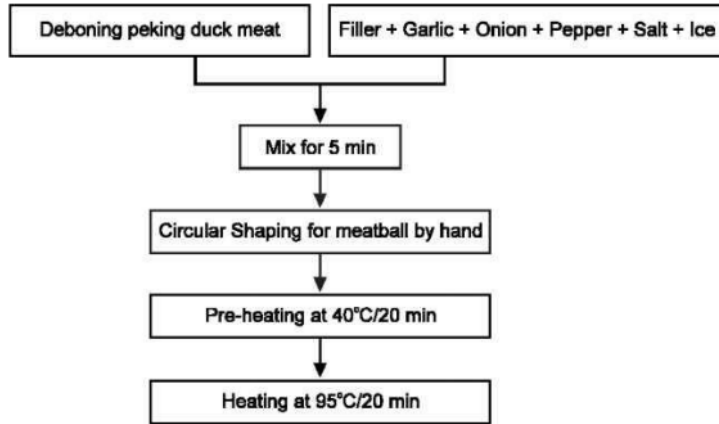 Deboning peking duck meat
Filler + Garlic + Onion + Pepper + Salt + Ice
Mix for 5 min
Circular Shaping for meatball by hand
Pre-heating at 40°C/20 min
Heating at 95°C/20 min